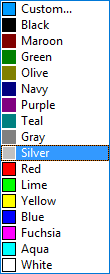 Custom...
Black
Maroon
Green
Olive
Navy
Purple
Teal
Gray
Silver
Red
Lime
Yellow
Blue
Fuchsia
Aqua
White